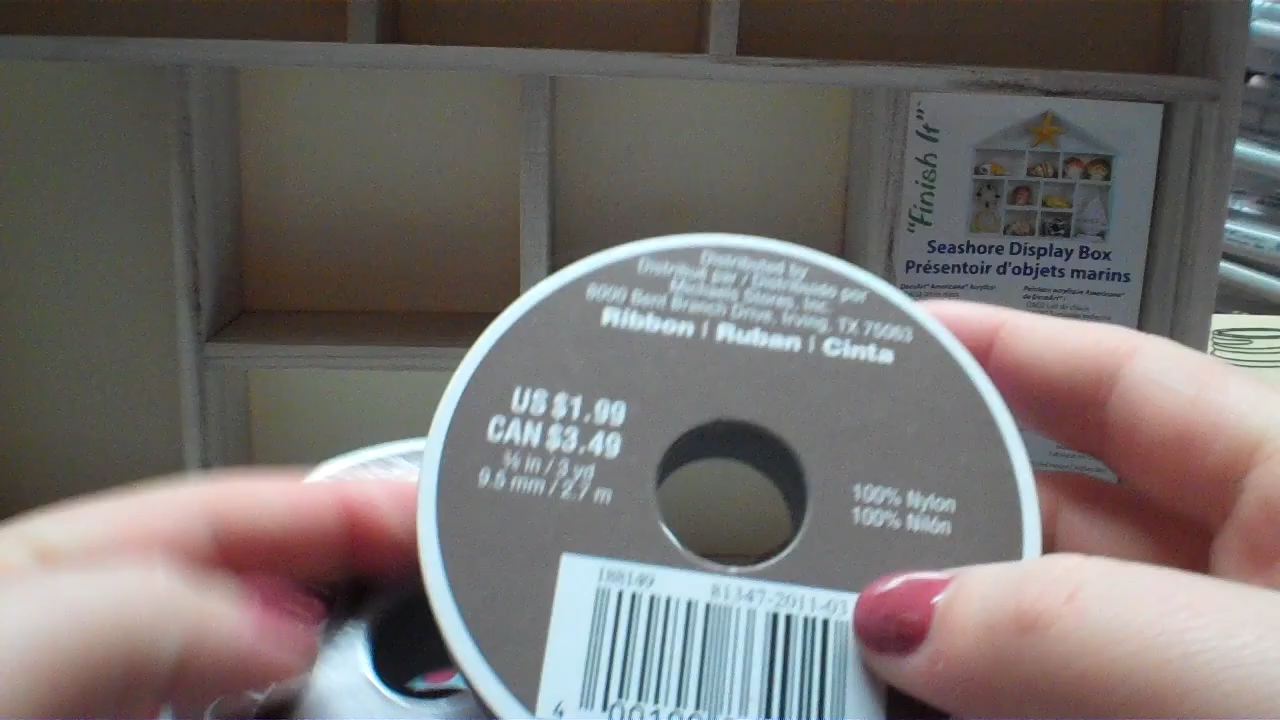 "Finish It"
Seashore Display Box
Présentoir d'objets marins
Distributed by
Distribué par / Distribuido por
Michaels Stores, Inc.
8000 Bent Branch Drive, Irving, TX 75063
Ribbon | Ruban | Cinta
US $1.99
CAN $3.49
⅜ in / 3 yd
9.5 mm / 2.7 m
100% Nylon
100% Nilón
188149 81347-2011-03
4 00100